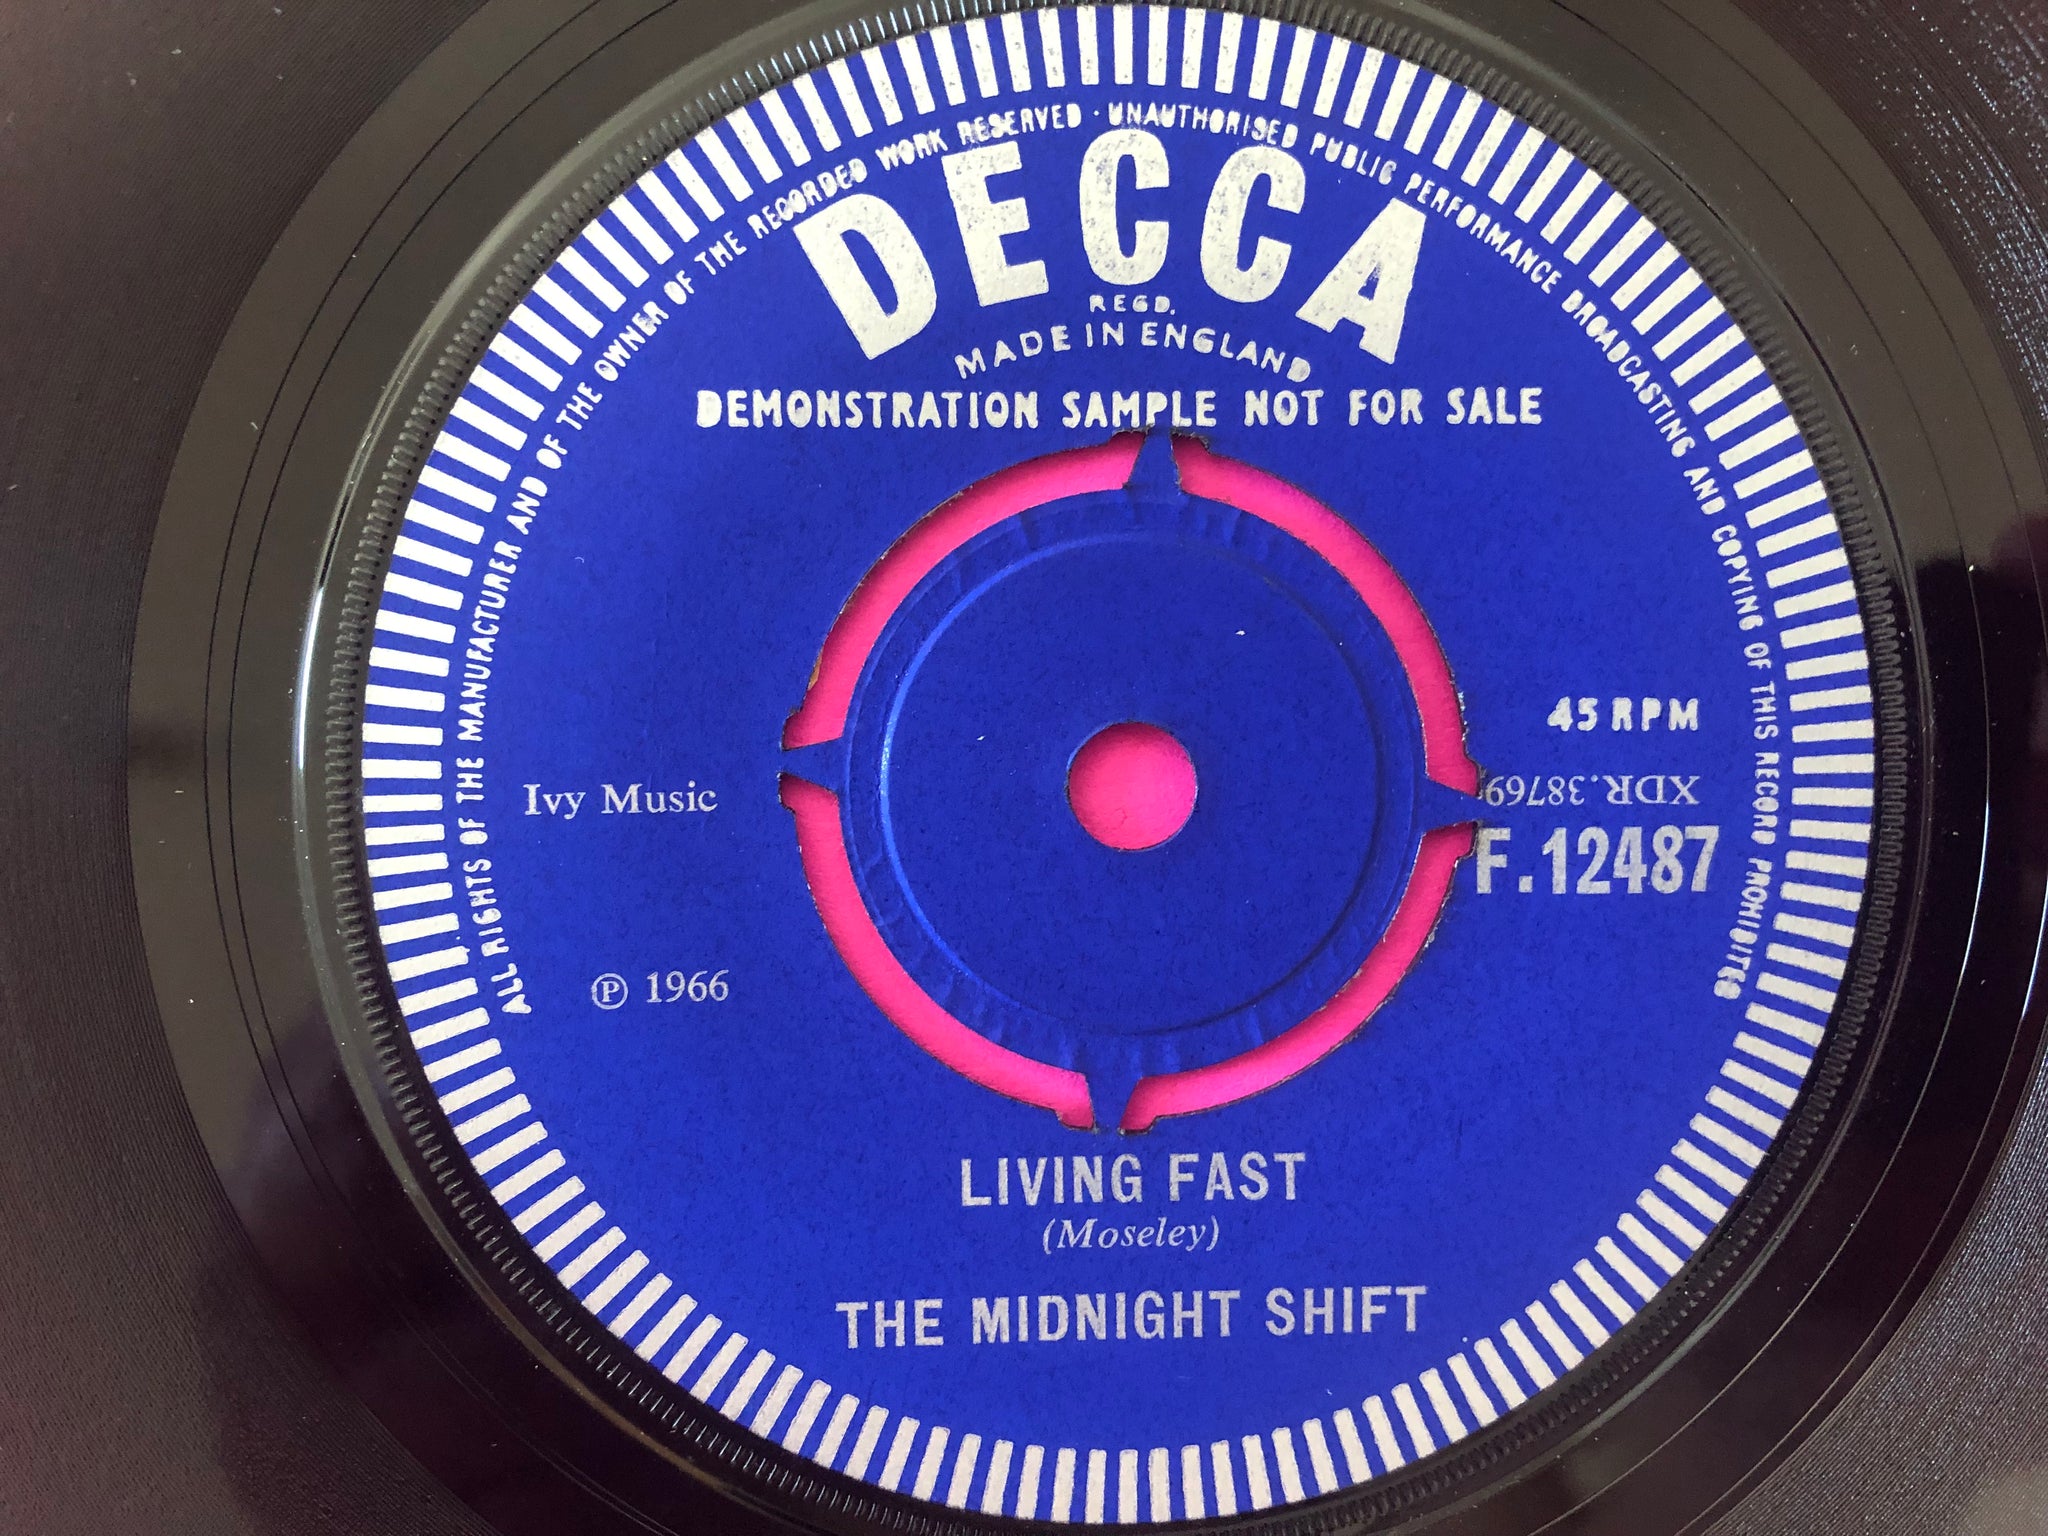 ALL RIGHTS OF THE MANUFACTURER AND OF THE OWNER OF THE RECORDED WORK RESERVED · UNAUTHORISED PUBLIC PERFORMANCE BROADCASTING AND COPYING OF THIS RECORD PROHIBITED
DECCA
REGD.
MADE IN ENGLAND
DEMONSTRATION SAMPLE NOT FOR SALE
45 RPM
Ivy Music
XDR.38769
F.12487
℗ 1966
LIVING FAST
(Moseley)
THE MIDNIGHT SHIFT